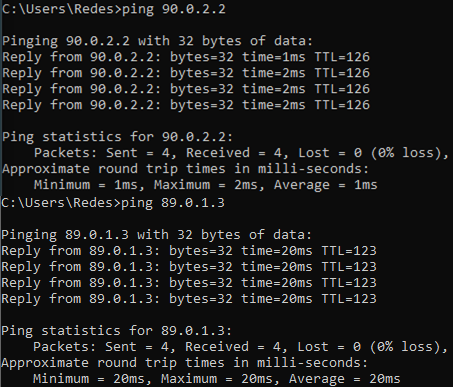 C:\Users\Redes>ping 90.0.2.2
Pinging 90.0.2.2 with 32 bytes of data:
Reply from 90.0.2.2: bytes=32 time=1ms TTL=126
Reply from 90.0.2.2: bytes=32 time=2ms TTL=126
Reply from 90.0.2.2: bytes=32 time=2ms TTL=126
Reply from 90.0.2.2: bytes=32 time=2ms TTL=126
Ping statistics for 90.0.2.2:
    Packets: Sent = 4, Received = 4, Lost = 0 (0% loss),
Approximate round trip times in milli-seconds:
    Minimum = 1ms, Maximum = 2ms, Average = 1ms
C:\Users\Redes>ping 89.0.1.3
Pinging 89.0.1.3 with 32 bytes of data:
Reply from 89.0.1.3: bytes=32 time=20ms TTL=123
Reply from 89.0.1.3: bytes=32 time=20ms TTL=123
Reply from 89.0.1.3: bytes=32 time=20ms TTL=123
Reply from 89.0.1.3: bytes=32 time=20ms TTL=123
Ping statistics for 89.0.1.3:
    Packets: Sent = 4, Received = 4, Lost = 0 (0% loss),
Approximate round trip times in milli-seconds:
    Minimum = 20ms, Maximum = 20ms, Average = 20ms